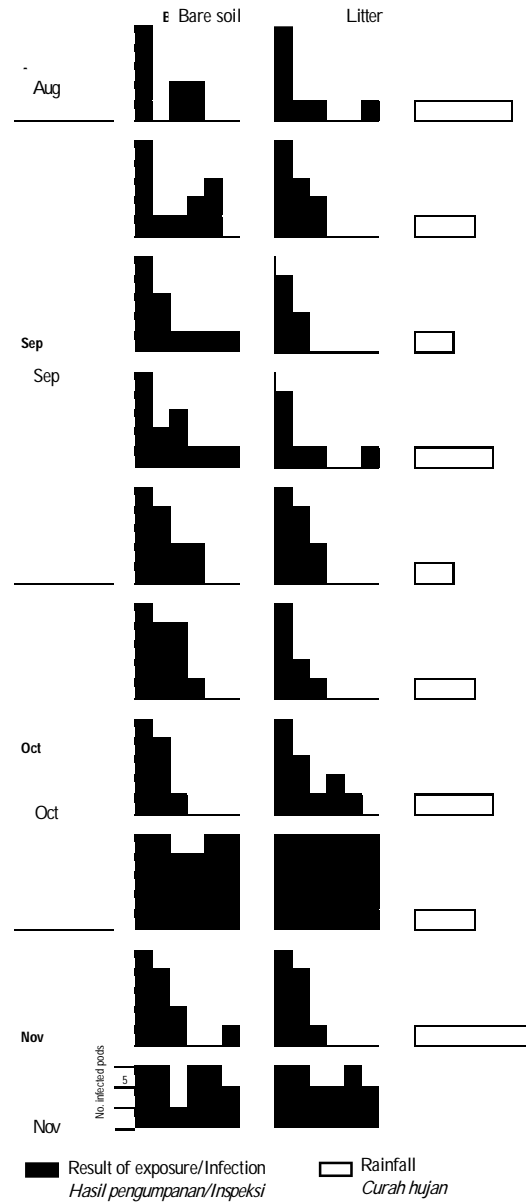 Bare soil Litter
Aug
Sep
Sep
Oct
Oct
Nov
No. infected pods
5
Nov
Result of exposure/Infection
Hasil pengumpanan/Inspeksi
Rainfall
Curah hujan